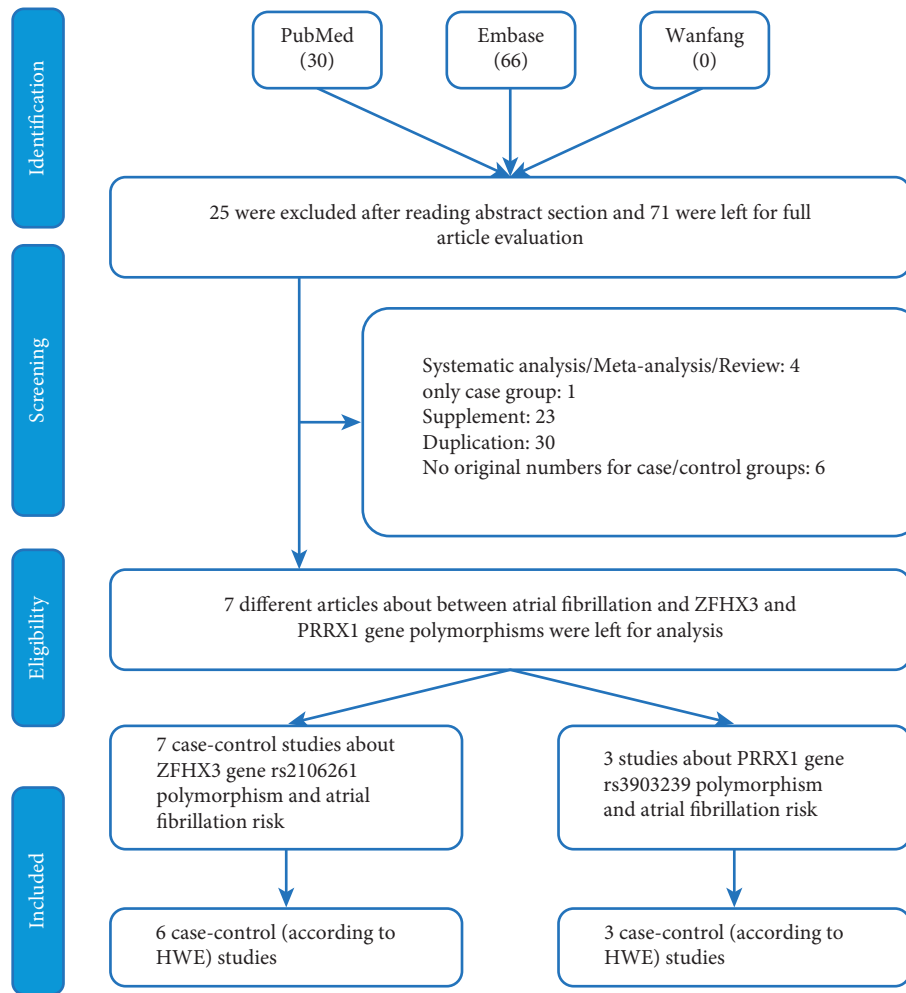 Identification
PubMed
(30)
Embase
(66)
Wanfang
(0)
25 were excluded after reading abstract section and 71 were left for full
article evaluation
Screening
Systematic analysis/Meta-analysis/Review: 4
only case group: 1
Supplement: 23
Duplication: 30
No original numbers for case/control groups: 6
Eligibility
7 different articles about between atrial fibrillation and ZFHX3 and
PRRX1 gene polymorphisms were left for analysis
7 case-control studies about
ZFHX3 gene rs2106261
polymorphism and atrial
fibrillation risk
3 studies about PRRX1 gene
rs3903239 polymorphism
and atrial fibrillation risk
Included
6 case-control (according to
HWE) studies
3 case-control (according to
HWE) studies